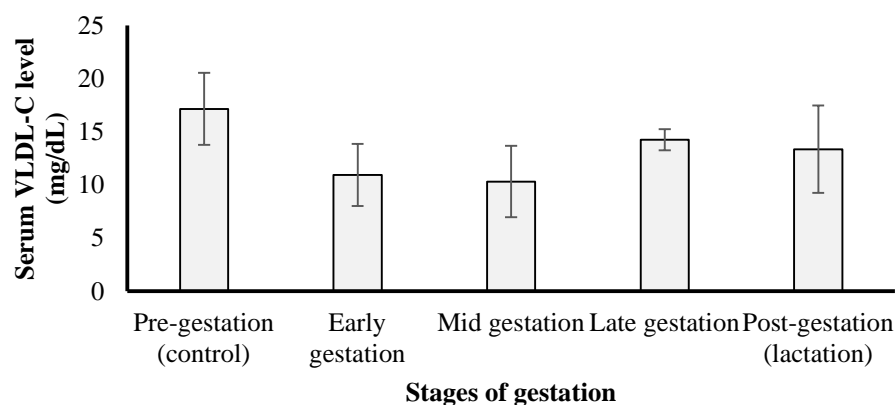 Serum VLDL-C level
(mg/dL)
25
20
15
10
5
0
Pre-gestation
(control)
Early
gestation
Mid gestation
Late gestation
Post-gestation
(lactation)
Stages of gestation